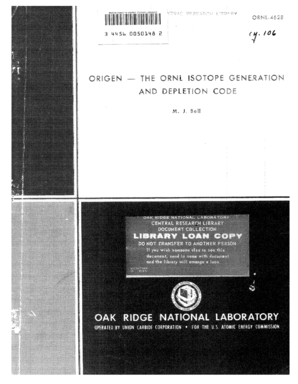 ORNL-4628
3 4456 0050148 2
cy. 106
ORIGEN — THE ORNL ISOTOPE GENERATION
AND DEPLETION CODE
M. J. Bell
OAK RIDGE NATIONAL LABORATORY
CENTRAL RESEARCH LIBRARY
DOCUMENT COLLECTION
LIBRARY LOAN COPY
DO NOT TRANSFER TO ANOTHER PERSON
If you wish someone else to see this
document, send in name with document
and the library will arrange a loan.
OAK RIDGE NATIONAL LABORATORY
OPERATED BY UNION CARBIDE CORPORATION • FOR THE U.S. ATOMIC ENERGY COMMISSION